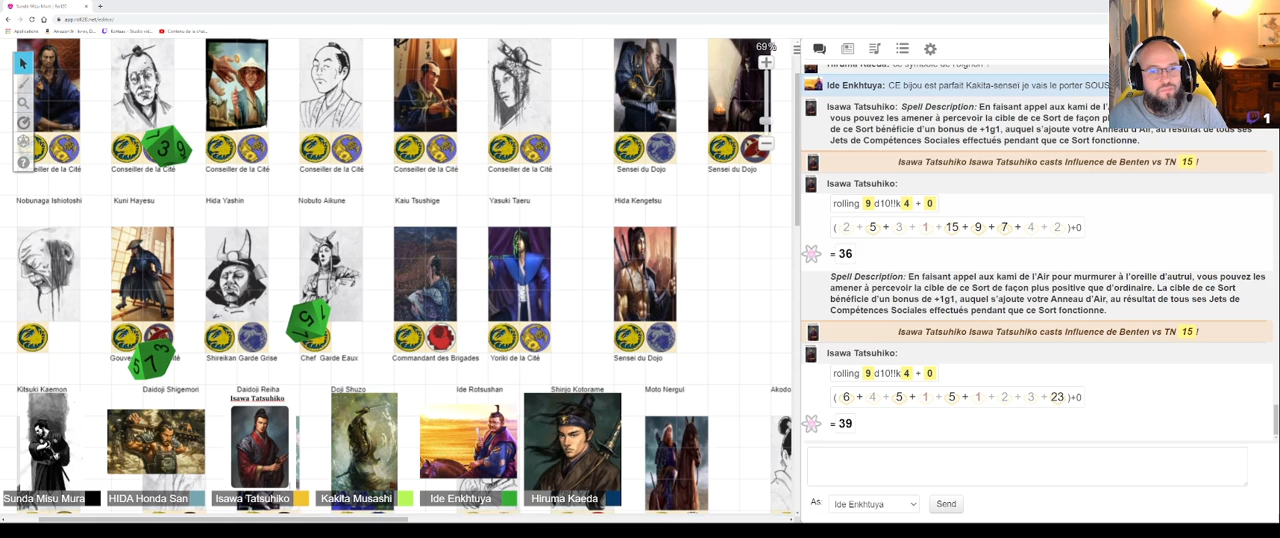 Sunda Misu Mura | Roll20
app.roll20.net/editor/
Applications
Contenu de la chat...
69%
Conseiller de la Cité
Conseiller de la Cité
Conseiller de la Cité
Conseiller de la Cité
Conseiller de la Cité
Sensei du Dojo
Sensei du Dojo
Nobunaga Ishiotoshi
Kuni Hayesu
Hida Yashin
Nobuto Aikune
Kaiu Tsushige
Yasuki Taeru
Hida Kengetsu
Shireikan Garde Grise
Chef Garde Eaux
Commandant des Brigades
Yoriki de la Cité
Sensei du Dojo
Kitsuki Kaemon
Daidoji Shigemori
Daidoji Reiha
Doji Shuzo
Ide Rotsushan
Shinjo Kotorame
Moto Nergul
Isawa Tatsuhiko
Sunda Misu Mura
HIDA Honda San
Isawa Tatsuhiko
Kakita Musashi
Ide Enkhtuya
Hiruma Kaeda
Ide Enkhtuya: CE bijou est parfait Kakita-sensei je vais le porter SOUS
Isawa Tatsuhiko: Spell Description: En faisant appel aux kami de l'
vous pouvez les amener à percevoir la cible de ce Sort de façon
de ce Sort bénéficie d'un bonus de +1g1, auquel s'ajoute votre Anneau d'Air, au résultat de tous ses
Jets de Compétences Sociales effectués pendant que ce Sort fonctionne.
Isawa Tatsuhiko Isawa Tatsuhiko casts Influence de Benten vs TN 15 !
Isawa Tatsuhiko:
rolling 9 d10!!k 4 + 0
( 2 + 5 + 3 + 1 + 15 + 9 + 7 + 4 + 2 )+0
= 36
Spell Description: En faisant appel aux kami de l'Air pour murmurer à l'oreille d'autrui, vous pouvez les
amener à percevoir la cible de ce Sort de façon plus positive que d'ordinaire. La cible de ce Sort
bénéficie d'un bonus de +1g1, auquel s'ajoute votre Anneau d'Air, au résultat de tous ses Jets de
Compétences Sociales effectués pendant que ce Sort fonctionne.
Isawa Tatsuhiko Isawa Tatsuhiko casts Influence de Benten vs TN 15 !
Isawa Tatsuhiko:
rolling 9 d10!!k 4 + 0
( 6 + 4 + 5 + 1 + 5 + 1 + 2 + 3 + 23 )+0
= 39
As:
Ide Enkhtuya
Send
1